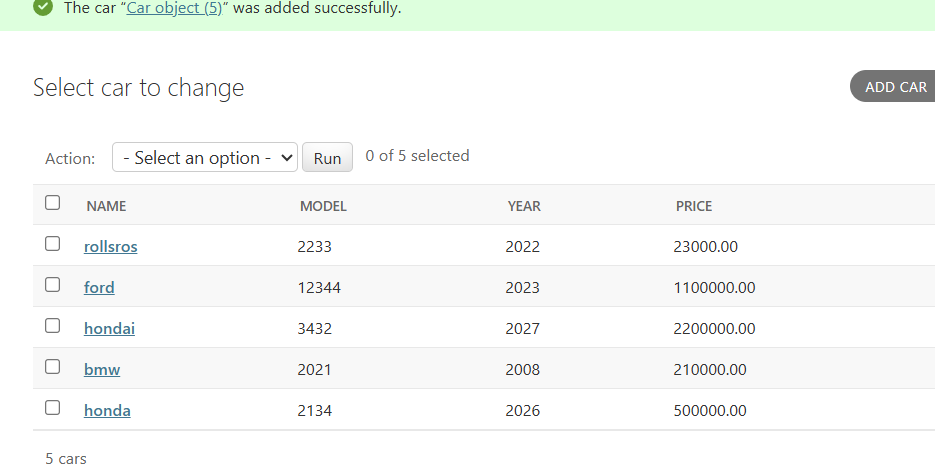 The car “Car object (5)” was added successfully.
Select car to change
ADD CAR
Action: - Select an option - Run 0 of 5 selected
NAME MODEL YEAR PRICE
rollsros 2233 2022 23000.00
ford 12344 2023 1100000.00
hondai 3432 2027 2200000.00
bmw 2021 2008 210000.00
honda 2134 2026 500000.00
5 cars